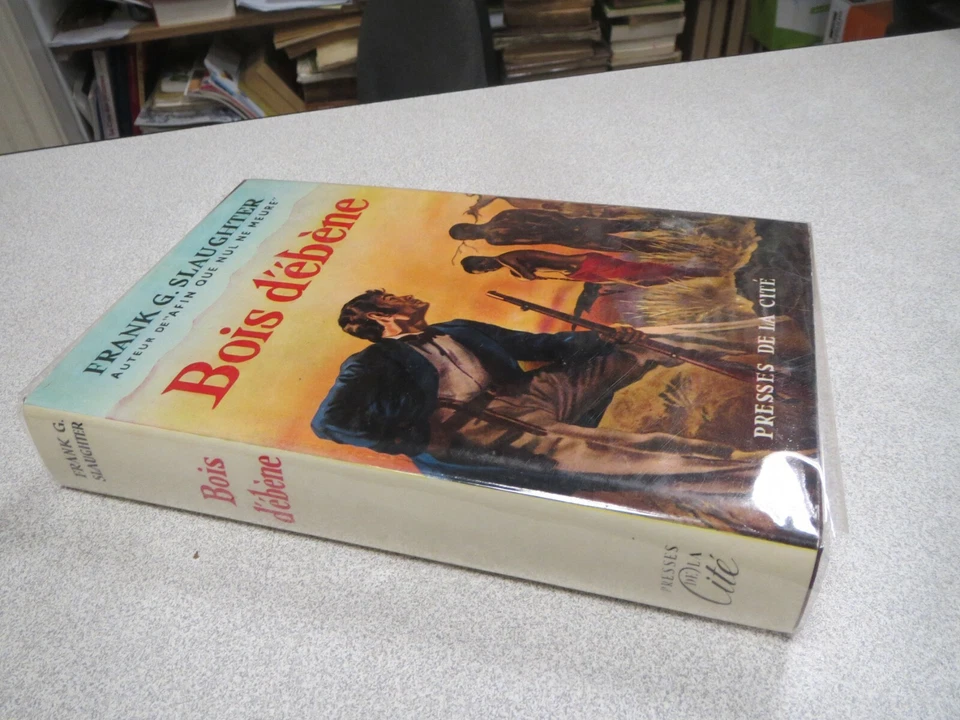 FRANK G. SLAUGHTER
AUTEUR DE "AFIN QUE NUL NE MEURE"
Bois d'ébène
PRESSES DE LA CITÉ
FRANK G.
SLAUGHTER
Bois
d'ébène
PRESSES
DE LA
Cité